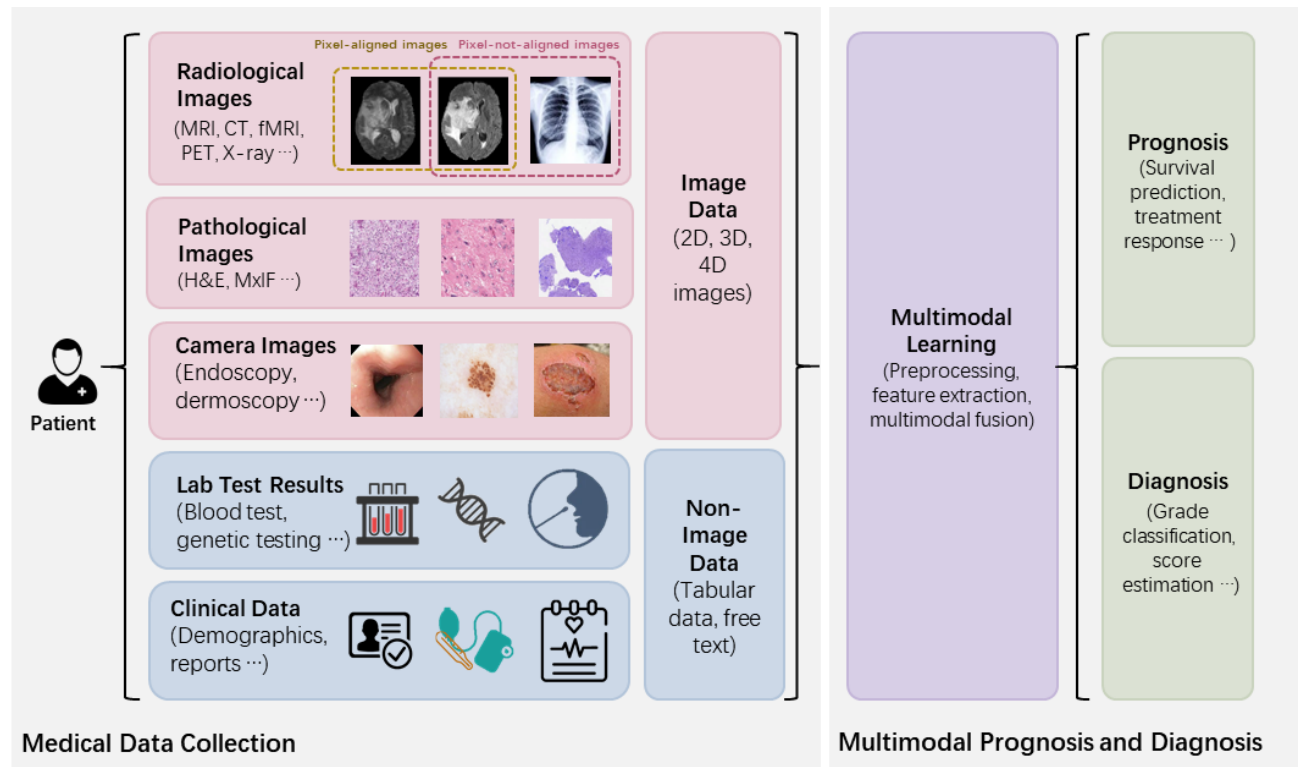 Pixel-aligned images
Pixel-not-aligned images
Radiological
Images
(MRI, CT, fMRI,
PET, X-ray ···)
Pathological
Images
(H&E, MxIF ···)
Camera Images
(Endoscopy,
dermoscopy ···)
Patient
Lab Test Results
(Blood test,
genetic testing ···)
Clinical Data
(Demographics,
reports ···)
Image
Data
(2D, 3D,
4D
images)
Non-
Image
Data
(Tabular
data, free
text)
Medical Data Collection
Multimodal
Learning
(Preprocessing,
feature extraction,
multimodal fusion)
Prognosis
(Survival
prediction,
treatment
response ··· )
Diagnosis
(Grade
classification,
score
estimation ···)
Multimodal Prognosis and Diagnosis